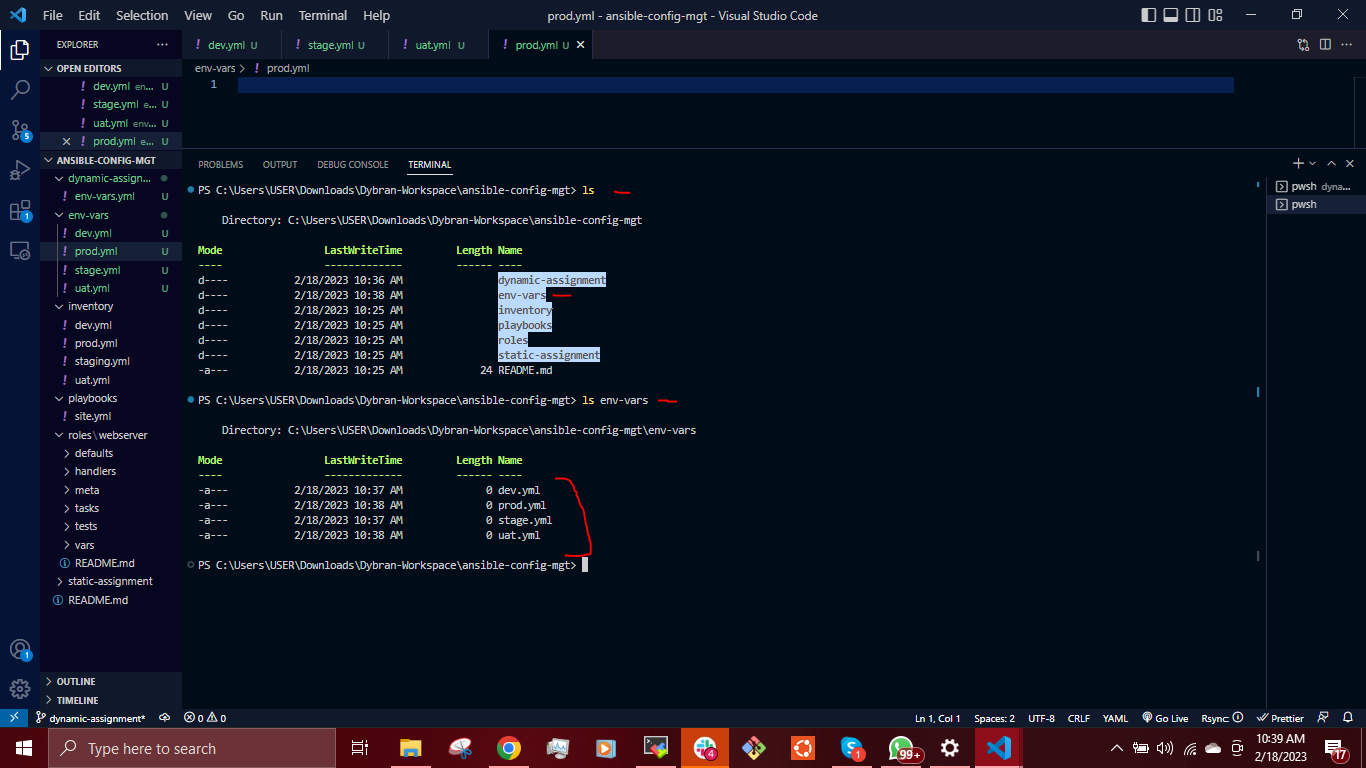 File Edit Selection View Go Run Terminal Help prod.yml - ansible-config-mgt - Visual Studio Code
EXPLORER ··· ! dev.yml U ! stage.yml U ! uat.yml U ! prod.yml U ×
OPEN EDITORS
! dev.yml en... U
! stage.yml e... U
! uat.yml env... U
× ! prod.yml e... U
ANSIBLE-CONFIG-MGT
dynamic-assign...
! env-vars.yml U
env-vars
! dev.yml U
! prod.yml U
! stage.yml U
! uat.yml U
inventory
! dev.yml
! prod.yml
! staging.yml
! uat.yml
playbooks
! site.yml
roles\webserver
defaults
handlers
meta
tasks
tests
vars
README.md
static-assignment
README.md
OUTLINE
TIMELINE
5
1
1
env-vars > ! prod.yml
1
PROBLEMS OUTPUT DEBUG CONSOLE TERMINAL
pwsh dyna...
pwsh
PS C:\Users\USER\Downloads\Dybran-Workspace\ansible-config-mgt> ls
Directory: C:\Users\USER\Downloads\Dybran-Workspace\ansible-config-mgt
Mode LastWriteTime Length Name
---- ------------- ------ ----
d---- 2/18/2023 10:36 AM dynamic-assignment
d---- 2/18/2023 10:38 AM env-vars
d---- 2/18/2023 10:25 AM inventory
d---- 2/18/2023 10:25 AM playbooks
d---- 2/18/2023 10:25 AM roles
d---- 2/18/2023 10:25 AM static-assignment
-a--- 2/18/2023 10:25 AM 24 README.md
PS C:\Users\USER\Downloads\Dybran-Workspace\ansible-config-mgt> ls env-vars
Directory: C:\Users\USER\Downloads\Dybran-Workspace\ansible-config-mgt\env-vars
Mode LastWriteTime Length Name
---- ------------- ------ ----
-a--- 2/18/2023 10:37 AM 0 dev.yml
-a--- 2/18/2023 10:38 AM 0 prod.yml
-a--- 2/18/2023 10:37 AM 0 stage.yml
-a--- 2/18/2023 10:38 AM 0 uat.yml
PS C:\Users\USER\Downloads\Dybran-Workspace\ansible-config-mgt>
dynamic-assignment* 0 0 Ln 1, Col 1 Spaces: 2 UTF-8 CRLF YAML Go Live Rsync: Prettier
Type here to search 4 1 99+ 10:39 AM
2/18/2023 17